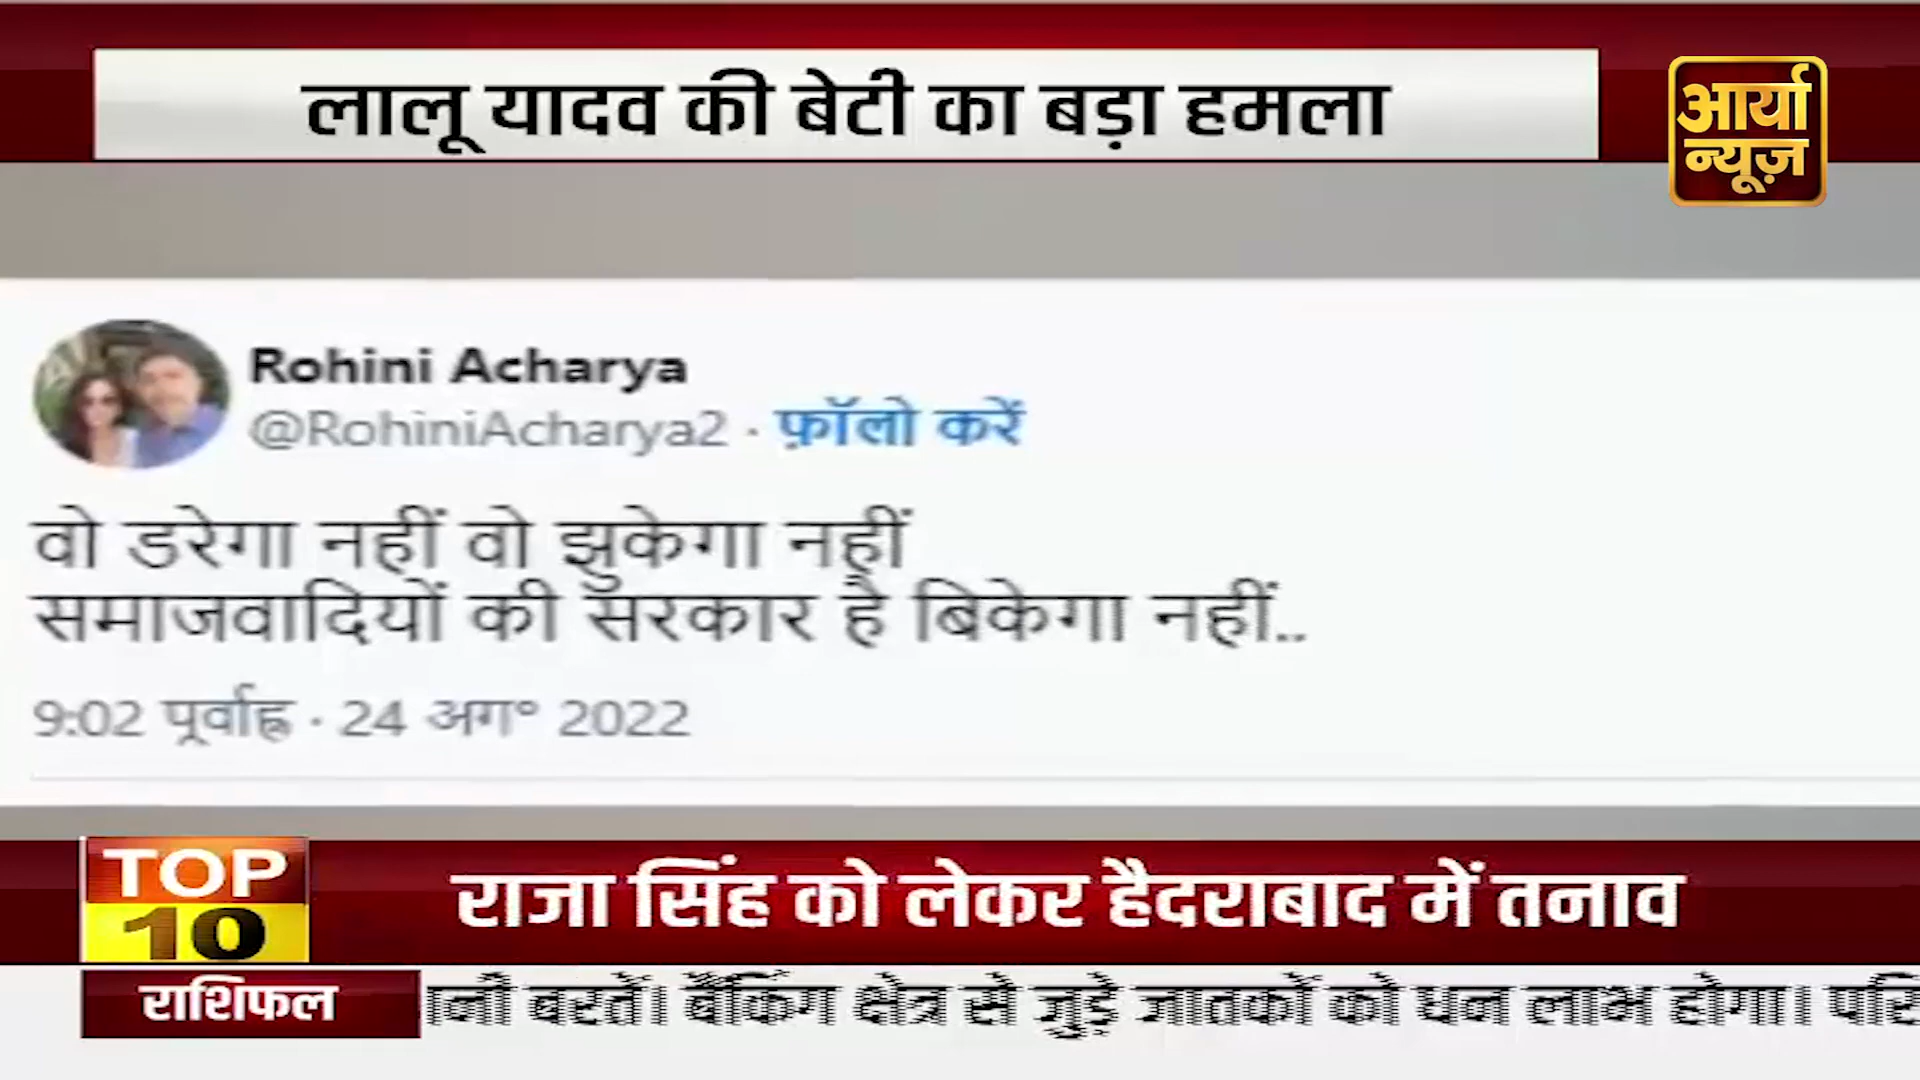 लालू यादव की बेटी का बड़ा हमला
आर्या
न्यूज़
Rohini Acharya
@RohiniAcharya2 · फ़ॉलो करें
वो डरेगा नहीं वो झुकेगा नहीं
समाजवादियों की सरकार है बिकेगा नहीं..
9:02 पूर्वाह्न · 24 अग° 2022
TOP
10
राजा सिंह को लेकर हैदराबाद में तनाव
राशिफल
बरतें। बैंकिंग क्षेत्र से जुड़े जातकों को धन लाभ होगा।